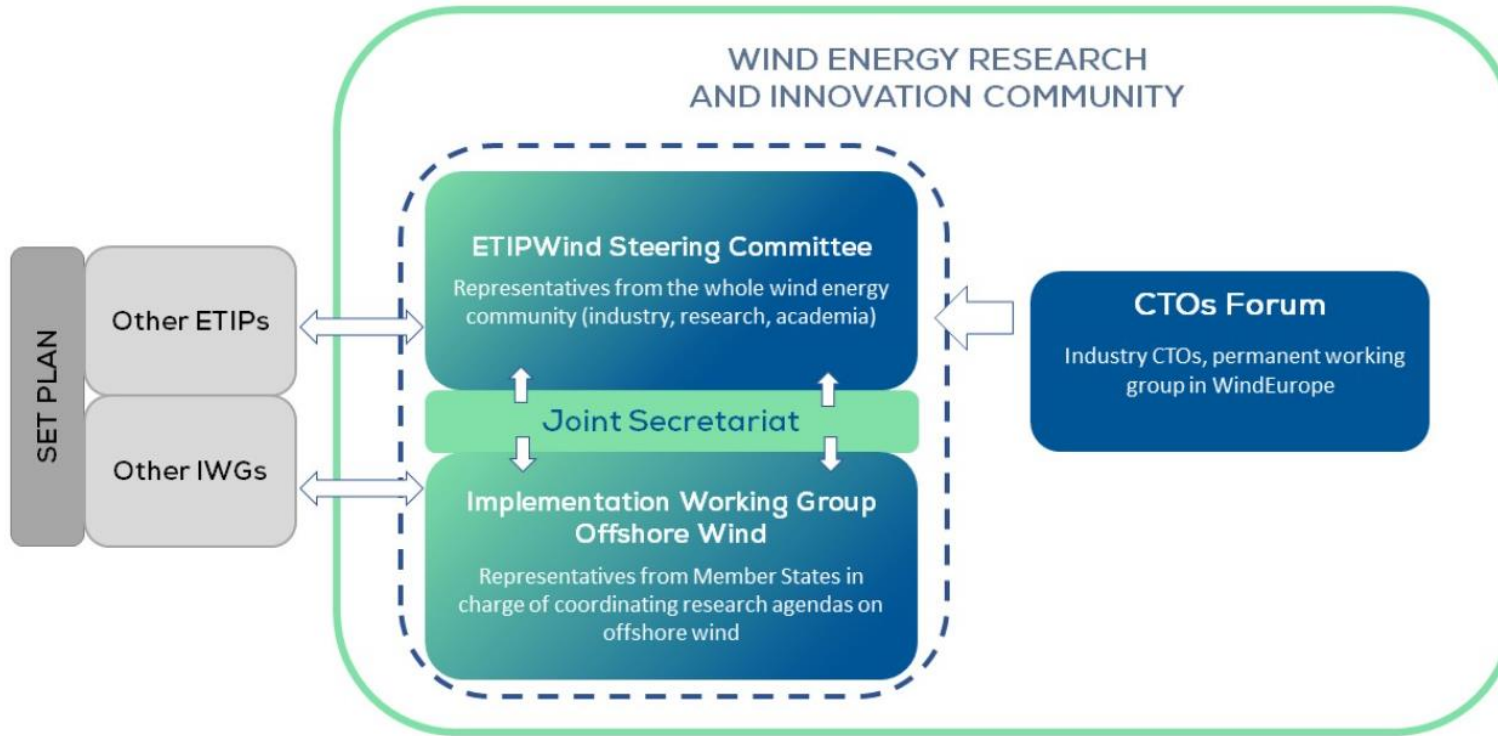 WIND ENERGY RESEARCH
AND INNOVATION COMMUNITY
SET PLAN
Other ETIPs
Other IWGs
ETIPWind Steering Committee
Representatives from the whole wind energy
community (industry, research, academia)
Joint Secretariat
Implementation Working Group
Offshore Wind
Representatives from Member States in
charge of coordinating research agendas on
offshore wind
CTOs Forum
Industry CTOs, permanent working
group in WindEurope